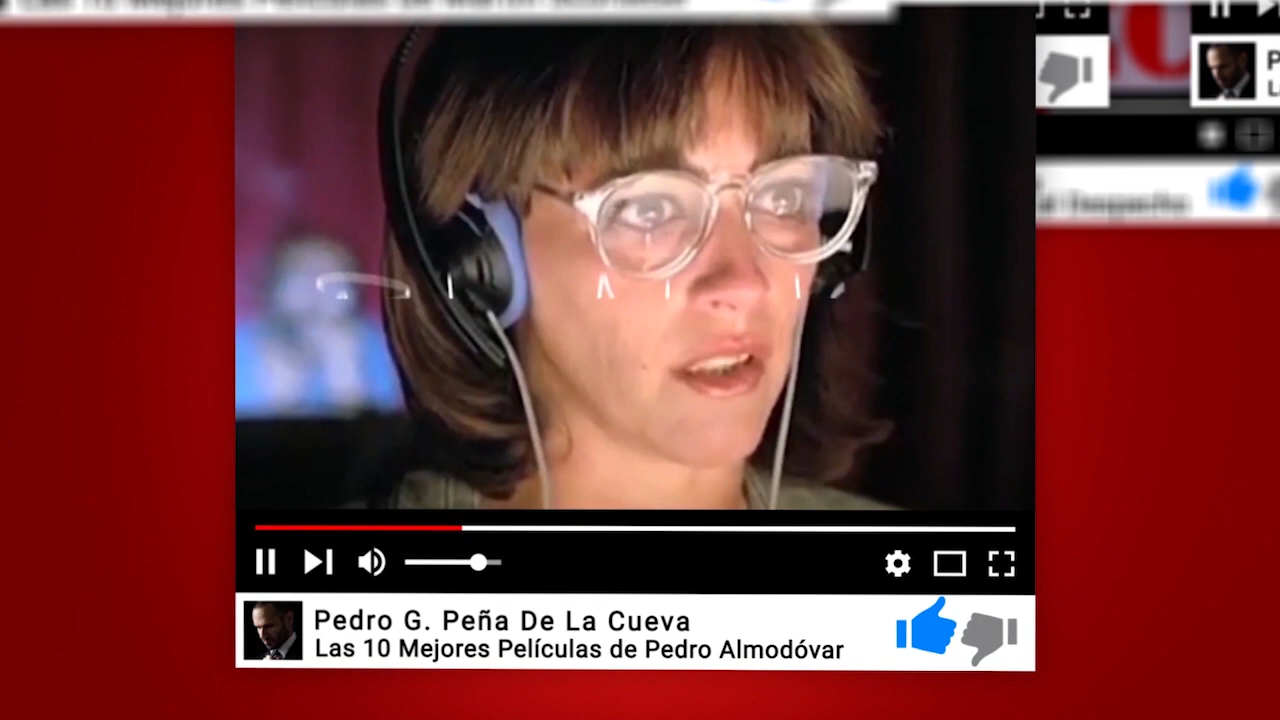 Pedro G. Peña De La Cueva
Las 10 Mejores Películas de Pedro Almodóvar